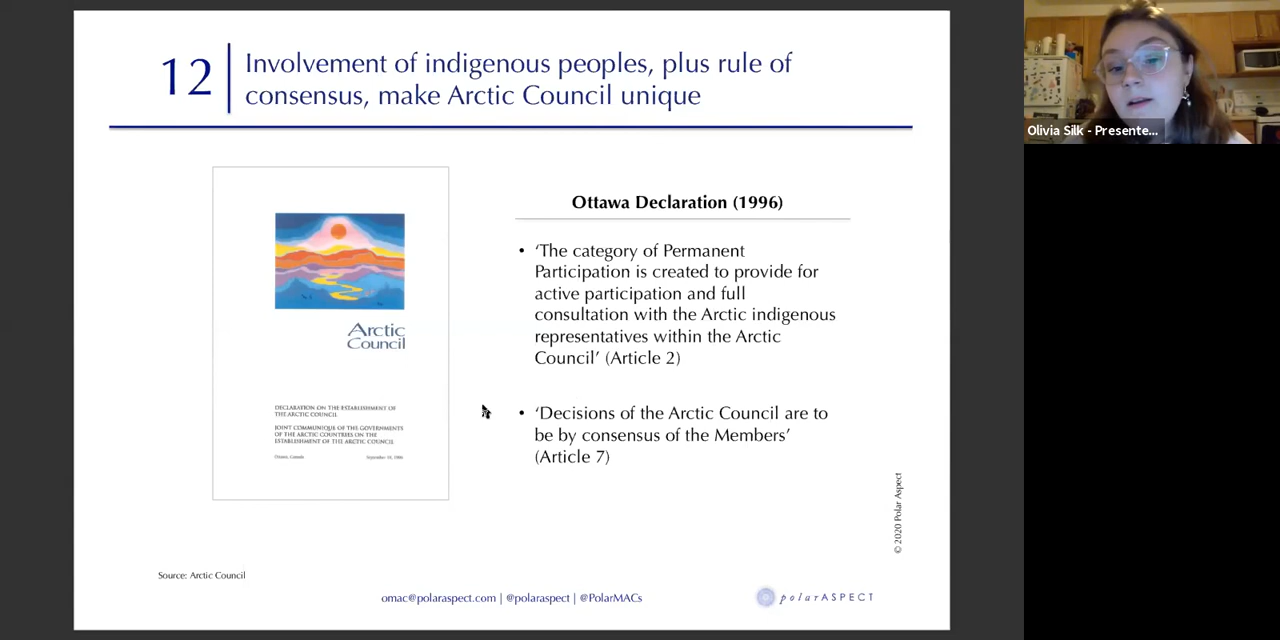 12
Involvement of indigenous peoples, plus rule of
consensus, make Arctic Council unique
Arctic
Council
DECLARATION ON THE ESTABLISHMENT OF
THE ARCTIC COUNCIL
JOINT COMMUNIQUE OF THE GOVERNMENTS
OF THE ARCTIC COUNTRIES ON THE
ESTABLISHMENT OF THE ARCTIC COUNCIL
Ottawa, Canada
September 19, 1996
Ottawa Declaration (1996)
• ‘The category of Permanent
Participation is created to provide for
active participation and full
consultation with the Arctic indigenous
representatives within the Arctic
Council’ (Article 2)
• ‘Decisions of the Arctic Council are to
be by consensus of the Members’
(Article 7)
© 2020 Polar Aspect
Source: Arctic Council
omac@polaraspect.com | @polaraspect | @PolarMACs
polarASPECT
Olivia Silk - Presente...